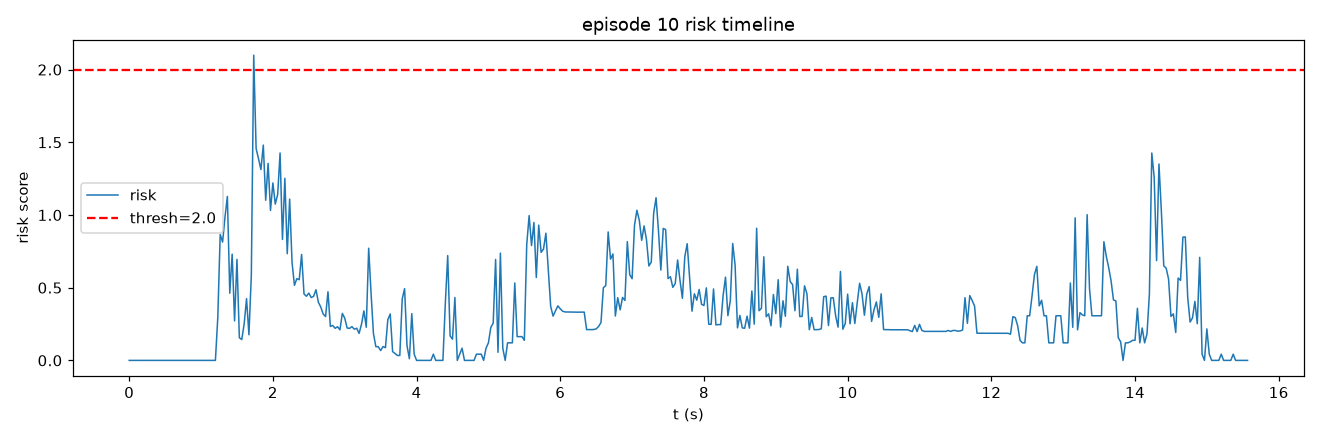 episode 10 risk timeline
risk score
2.0
1.5
1.0
0.5
0.0
risk
thresh=2.0
0 2 4 6 8 10 12 14 16
t (s)